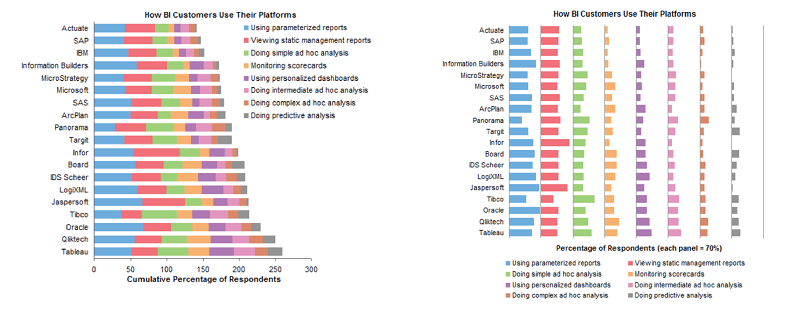 How BI Customers Use Their Platforms
Actuate
SAP
IBM
Information Builders
MicroStrategy
Microsoft
SAS
ArcPlan
Panorama
Targit
Infor
Board
IDS Scheer
LogiXML
Jaspersoft
Tibco
Oracle
Qliktech
Tableau
0 50 100 150 200 250 300
Cumulative Respondents
Using parameterized reports
Viewing static management reports
Doing simple ad hoc analysis
Monitoring scorecards
Using personalized dashboards
Doing intermediate ad hoc analysis
Doing complex ad hoc analysis
Doing predictive analysis
How BI Customers Use Their Platforms
Actuate
SAP
IBM
Information Builders
MicroStrategy
Microsoft
SAS
ArcPlan
Panorama
Targit
Infor
Board
IDS Scheer
LogiXML
Jaspersoft
Tibco
Oracle
Qliktech
Tableau
Percentage of Respondents (each panel = 70%)
Using parameterized reports Viewing static management reports
Doing simple ad hoc analysis Monitoring scorecards
Using personalized dashboards Doing intermediate ad hoc analysis
Doing complex ad hoc analysis Doing predictive analysis